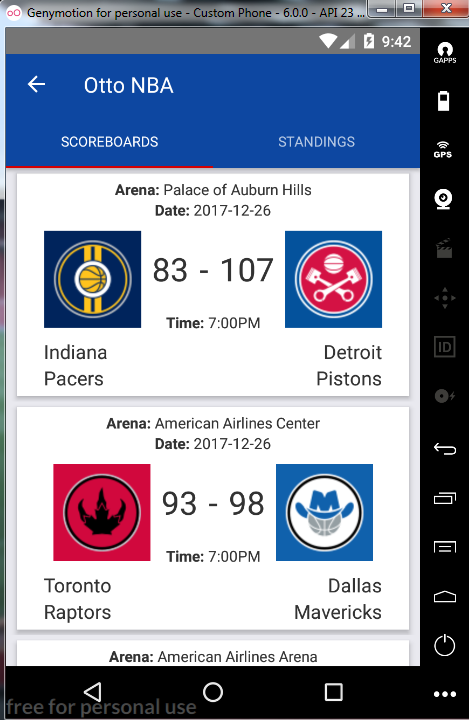 Genymotion for personal use - Custom Phone - 6.0.0 - API 23 ...
9:42
GAPPS
Otto NBA
SCOREBOARDS
STANDINGS
GPS
Arena: Palace of Auburn Hills
Date: 2017-12-26
83 - 107
Time: 7:00PM
Indiana
Pacers
Detroit
Pistons
ID
Arena: American Airlines Center
Date: 2017-12-26
93 - 98
Time: 7:00PM
Toronto
Raptors
Dallas
Mavericks
Arena: American Airlines Arena
free for personal use